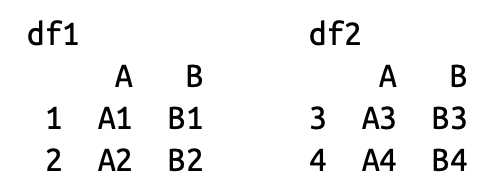 df1 df2
A B A B
1 A1 B1 3 A3 B3
2 A2 B2 4 A4 B4